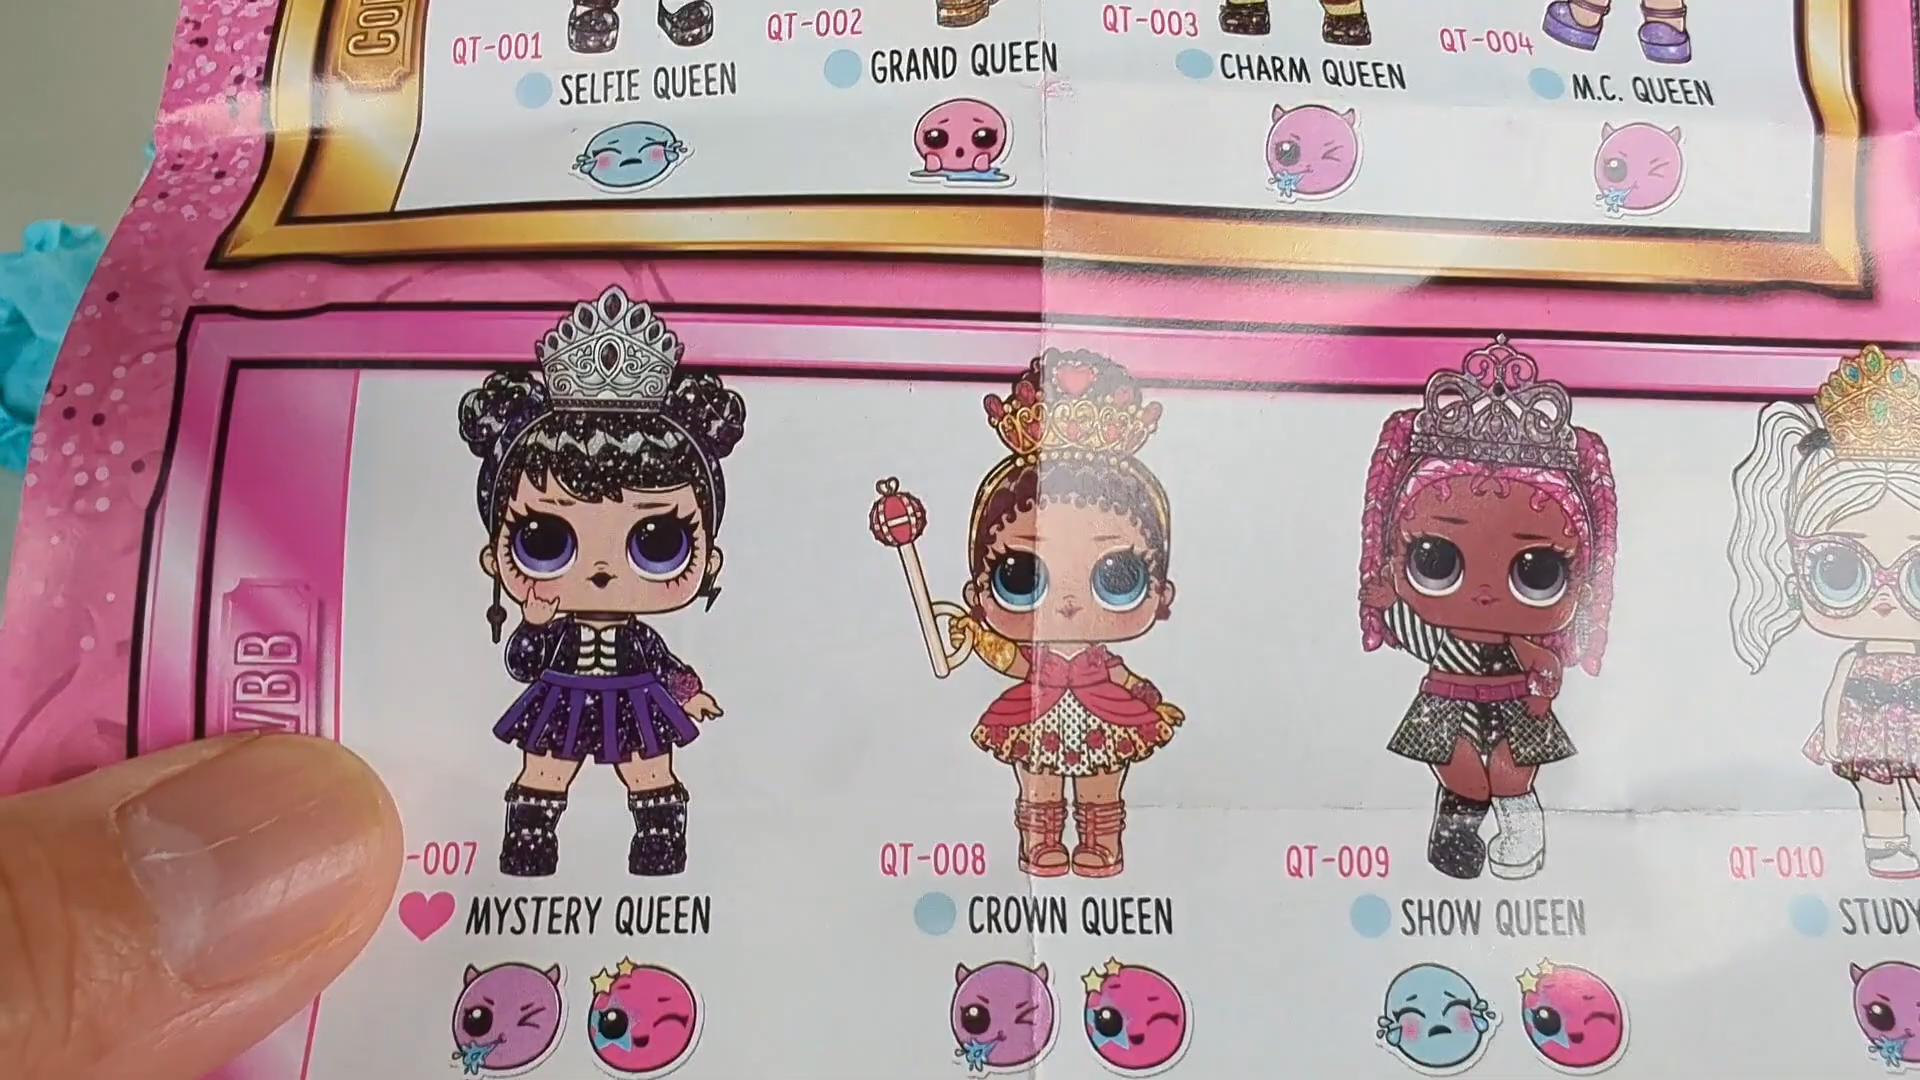 QT-001
SELFIE QUEEN
QT-002
GRAND QUEEN
QT-003
CHARM QUEEN
QT-004
M.C. QUEEN
-007
MYSTERY QUEEN
QT-008
CROWN QUEEN
QT-009
SHOW QUEEN
QT-010
STUDY